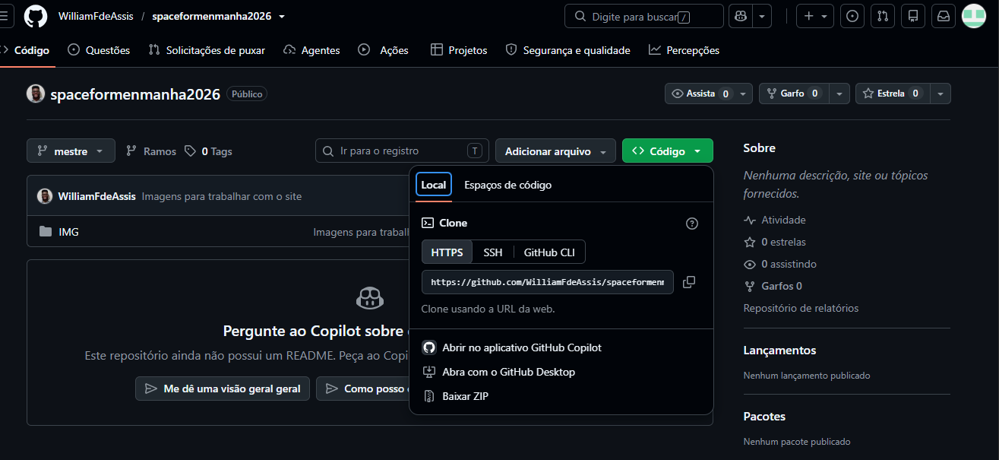 WilliamFdeAssis / spaceformenmanha2026
Digite para buscar /
Código Questões Solicitações de puxar Agentes Ações Projetos Segurança e qualidade Percepções
spaceformenmanha2026 Público
Assista 0 Garfo 0 Estrela 0
mestre Ramos 0 Tags Ir para o registro T Adicionar arquivo <> Código
WilliamFdeAssis Imagens para trabalhar com o site
IMG Imagens para trabalh
Pergunte ao Copilot sobre
Este repositório ainda não possui um README. Peça ao Copi
Me dê uma visão geral geral Como posso
Local Espaços de código
Clone
HTTPS SSH GitHub CLI
https://github.com/WilliamFdeAssis/spaceformenm
Clone usando a URL da web.
Abrir no aplicativo GitHub Copilot
Abra com o GitHub Desktop
Baixar ZIP
Sobre
Nenhuma descrição, site ou tópicos
fornecidos.
Atividade
0 estrelas
0 assistindo
Garfos 0
Repositório de relatórios
Lançamentos
Nenhum lançamento publicado
Pacotes
Nenhum pacote publicado